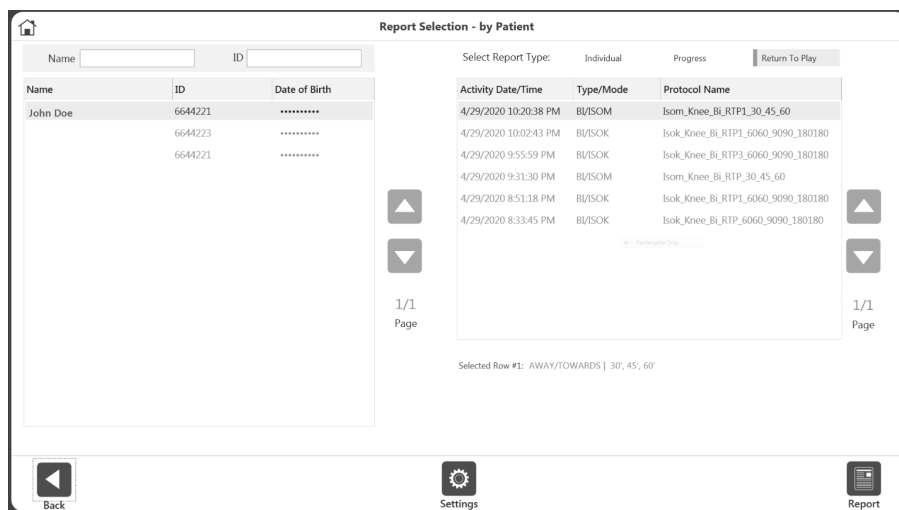 Report Selection - by Patient
Name ID
Select Report Type: Individual Progress Return To Play
Name ID Date of Birth
John Doe 6644221 ••••••••••
6644223 ••••••••••
6644221 ••••••••••
Activity Date/Time Type/Mode Protocol Name
4/29/2020 10:20:38 PM BI/ISOM Isom_Knee_Bi_RTP1_30_45_60
4/29/2020 10:02:43 PM BI/ISOK Isok_Knee_Bi_RTP1_6060_9090_180180
4/29/2020 9:55:59 PM BI/ISOK Isok_Knee_Bi_RTP3_6060_9090_180180
4/29/2020 9:31:30 PM BI/ISOM Isom_Knee_Bi_RTP_30_45_60
4/29/2020 8:51:18 PM BI/ISOK Isok_Knee_Bi_RTP1_6060_9090_180180
4/29/2020 8:33:45 PM BI/ISOK Isok_Knee_Bi_RTP_6060_9090_180180
Rectangular Snip
1/1
Page
1/1
Page
Selected Row #1: AWAY/TOWARDS | 30', 45', 60'
Back
Settings
Report